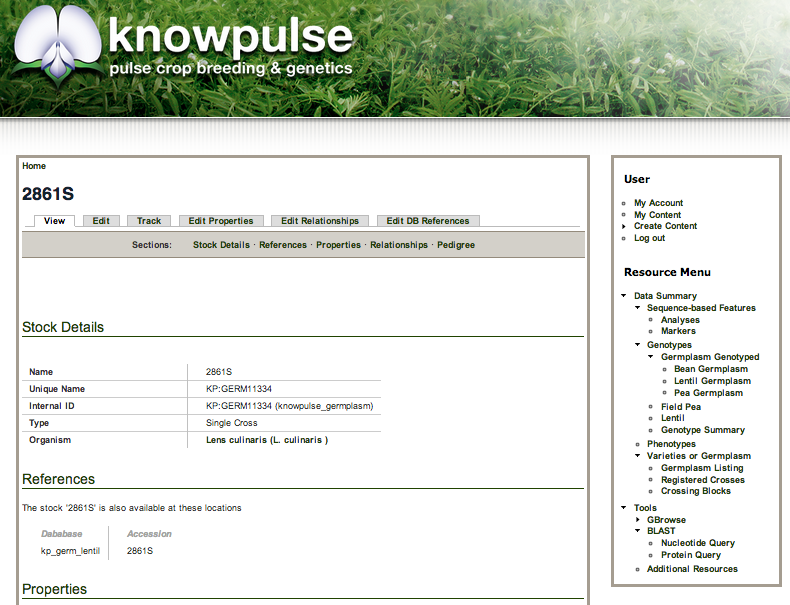 knowpulse
pulse crop breeding & genetics
Home
2861S
View Edit Track Edit Properties Edit Relationships Edit DB References
Sections: Stock Details · References · Properties · Relationships · Pedigree
Stock Details
Name 2861S
Unique Name KP:GERM11334
Internal ID KP:GERM11334 (knowpulse_germplasm)
Type Single Cross
Organism Lens culinaris (L. culinaris )
References
The stock '2861S' is also available at these locations
Dababase Accession
kp_germ_lentil 2861S
Properties
User
My Account
My Content
Create Content
Log out
Resource Menu
Data Summary
Sequence-based Features
Analyses
Markers
Genotypes
Germplasm Genotyped
Bean Germplasm
Lentil Germplasm
Pea Germplasm
Field Pea
Lentil
Genotype Summary
Phenotypes
Varieties or Germplasm
Germplasm Listing
Registered Crosses
Crossing Blocks
Tools
GBrowse
BLAST
Nucleotide Query
Protein Query
Additional Resources